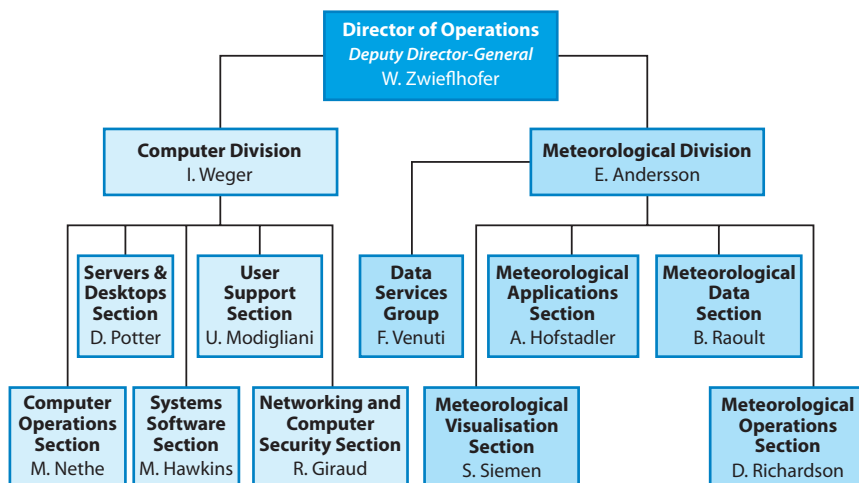 Director of Operations
Deputy Director-General
W. Zwieflhofer
Computer Division
I. Weger
Meteorological Division
E. Andersson
Servers &
Desktops
Section
D. Potter
User
Support
Section
U. Modigliani
Data
Services
Group
F. Venuti
Meteorological
Applications
Section
A. Hofstadler
Meteorological
Data
Section
B. Raoult
Computer
Operations
Section
M. Nethe
Systems
Software
Section
M. Hawkins
Networking and
Computer
Security Section
R. Giraud
Meteorological
Visualisation
Section
S. Siemen
Meteorological
Operations
Section
D. Richardson